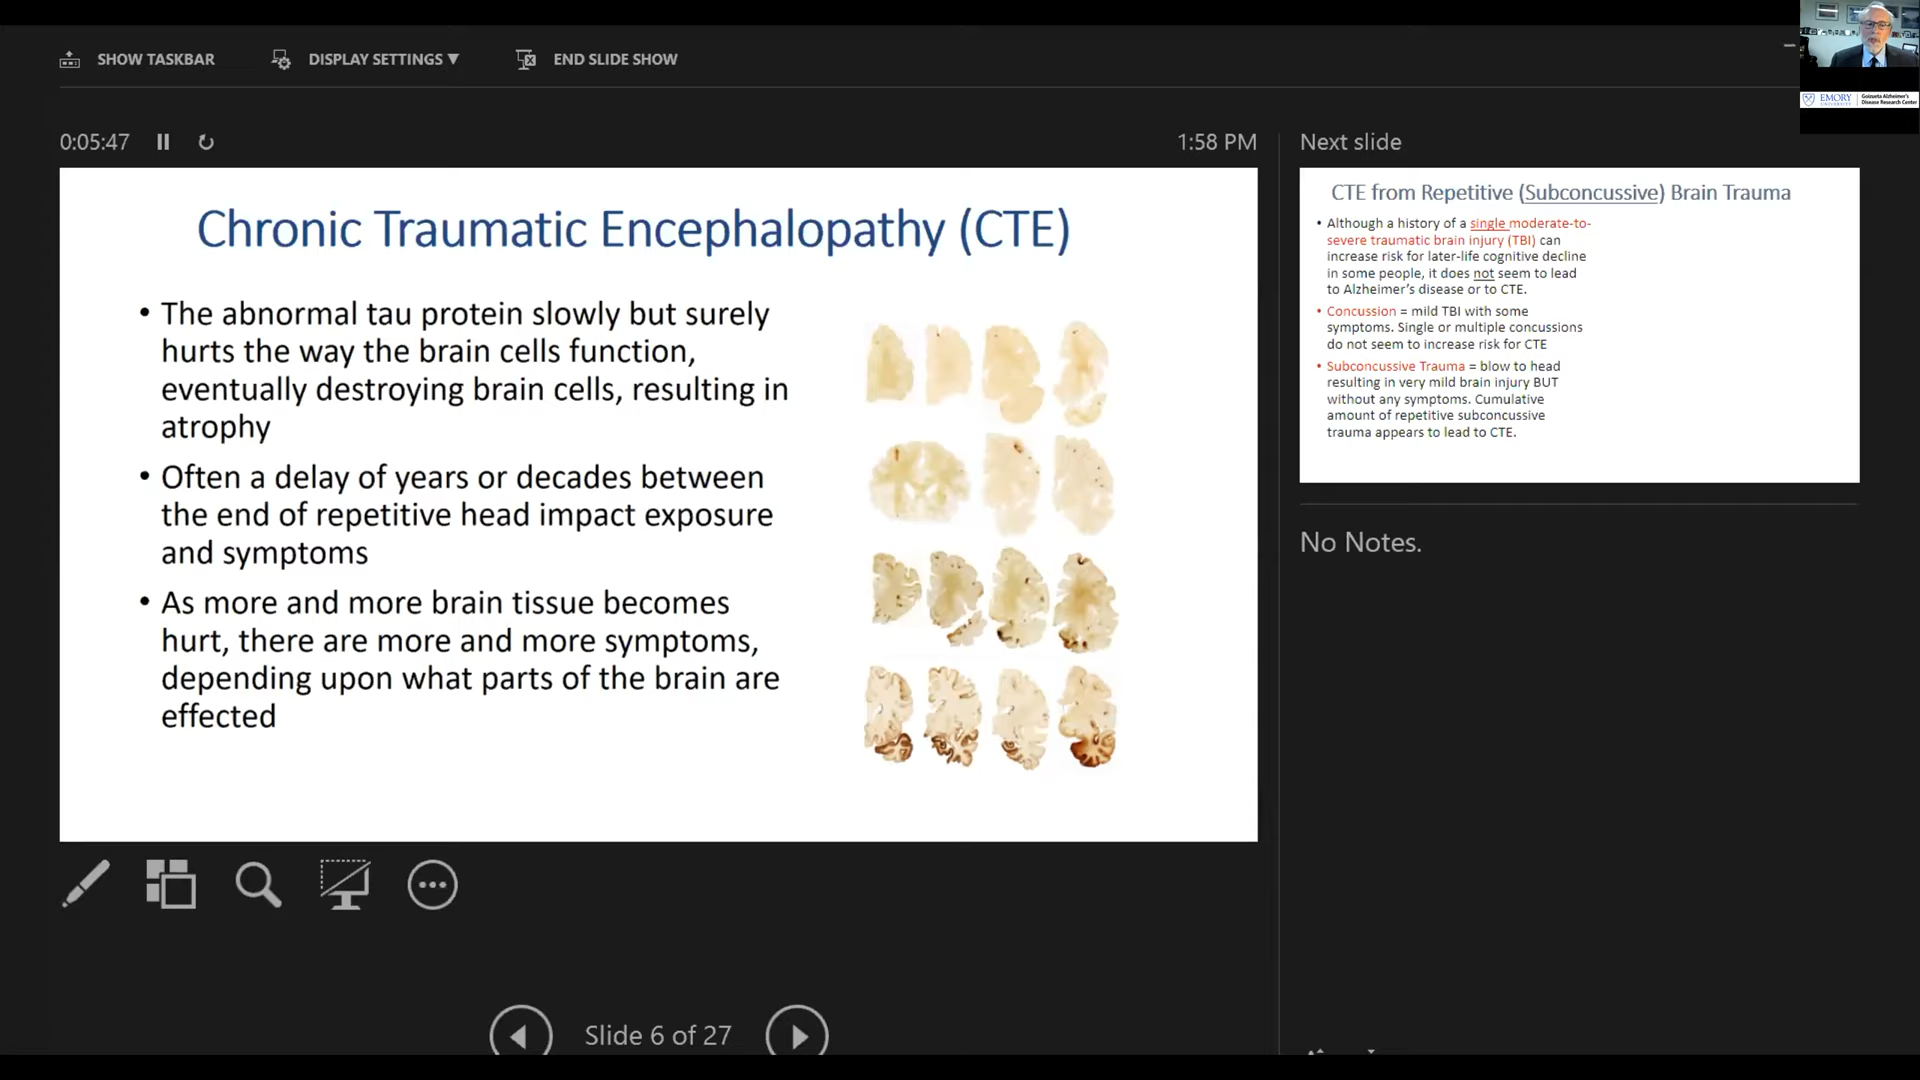 SHOW TASKBAR
DISPLAY SETTINGS ▼
END SLIDE SHOW
EMORY
UNIVERSITY
Goizueta Alzheimer's
Disease Research Center
0:05:47
1:58 PM
Chronic Traumatic Encephalopathy (CTE)
• The abnormal tau protein slowly but surely
hurts the way the brain cells function,
eventually destroying brain cells, resulting in
atrophy
• Often a delay of years or decades between
the end of repetitive head impact exposure
and symptoms
• As more and more brain tissue becomes
hurt, there are more and more symptoms,
depending upon what parts of the brain are
effected
Slide 6 of 27
Next slide
CTE from Repetitive (Subconcussive) Brain Trauma
• Although a history of a single moderate-to-
severe traumatic brain injury (TBI) can
increase risk for later-life cognitive decline
in some people, it does not seem to lead
to Alzheimer's disease or to CTE.
• Concussion = mild TBI with some
symptoms. Single or multiple concussions
do not seem to increase risk for CTE
• Subconcussive Trauma = blow to head
resulting in very mild brain injury BUT
without any symptoms. Cumulative
amount of repetitive subconcussive
trauma appears to lead to CTE.
No Notes.